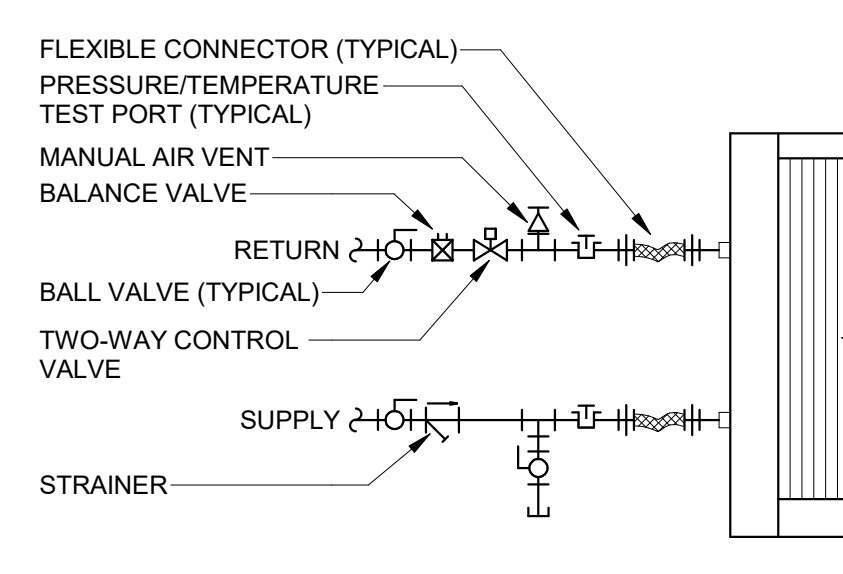 FLEXIBLE CONNECTOR (TYPICAL)
PRESSURE/TEMPERATURE
TEST PORT (TYPICAL)
MANUAL AIR VENT
BALANCE VALVE
RETURN
BALL VALVE (TYPICAL)
TWO-WAY CONTROL
VALVE
SUPPLY
STRAINER